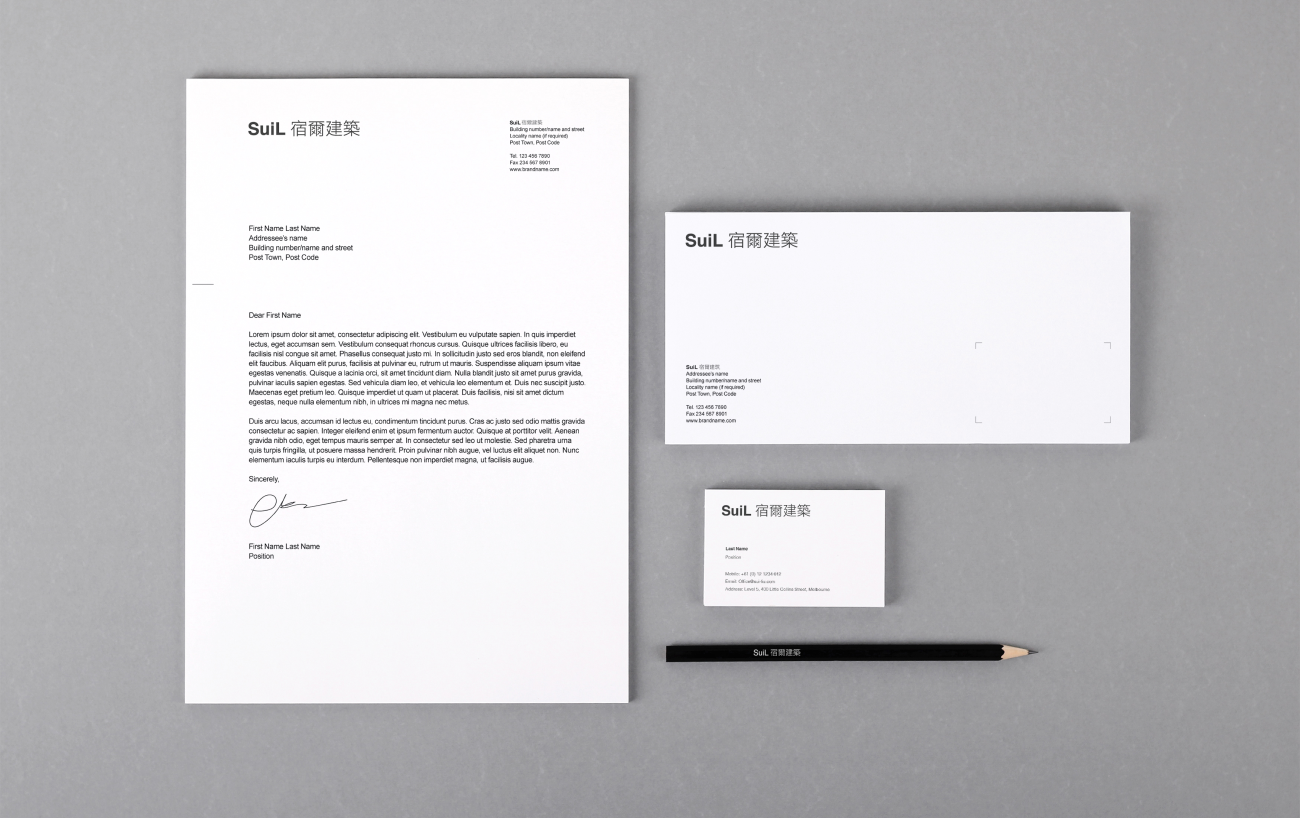 SuiL 宿爾建築
SuiL 宿爾建築
Building number/name and street
Locality name (if required)
Post Town, Post Code
Tel. 123 456 7890
Fax 234 567 8901
www.brandname.com
First Name Last Name
Addressee's name
Building number/name and street
Post Town, Post Code
Dear First Name
Lorem ipsum dolor sit amet, consectetur adipiscing elit. Vestibulum eu vulputate sapien. In quis imperdiet
lectus, eget accumsan sem. Vestibulum consequat rhoncus cursus. Quisque ultrices facilisis libero, eu
facilisis nisl congue sit amet. Phasellus consequat justo mi. In sollicitudin justo sed eros blandit, non eleifend
elit faucibus. Aliquam elit purus, facilisis at pulvinar eu, rutrum ut mauris. Suspendisse aliquam ipsum vitae
egestas venenatis. Quisque a lacinia orci, sit amet tincidunt diam. Nulla blandit justo sit amet purus gravida,
pulvinar iaculis sapien egestas. Sed vehicula diam leo, et vehicula leo elementum et. Duis nec suscipit justo.
Maecenas eget pretium leo. Quisque imperdiet ut quam ut placerat. Duis facilisis, nisi sit amet dictum
egestas, neque nulla elementum nibh, in ultrices mi magna nec metus.
Duis arcu lacus, accumsan id lectus eu, condimentum tincidunt purus. Cras ac justo sed odio mattis gravida
consectetur ac sapien. Integer eleifend enim et ipsum fermentum auctor. Quisque at porttitor velit. Aenean
gravida nibh odio, eget tempus mauris semper at. In consectetur sed leo ut molestie. Sed pharetra urna
quis turpis fringilla, ut posuere massa hendrerit. Proin pulvinar nibh augue, vel luctus elit aliquet non. Nunc
elementum iaculis turpis eu interdum. Pellentesque non imperdiet magna, ut facilisis augue.
Sincerely,
First Name Last Name
Position
SuiL 宿爾建築
SuiL 宿爾建築
Addressee's name
Building number/name and street
Locality name (if required)
Post Town, Post Code
Tel. 123 456 7890
Fax 234 567 8901
www.brandname.com
SuiL 宿爾建築
Last Name
Position
Mobile: +61 (0) 12 1234 612
Email:
Address: Level 5, Little Collins Street, Melbourne
SuiL 宿爾建築